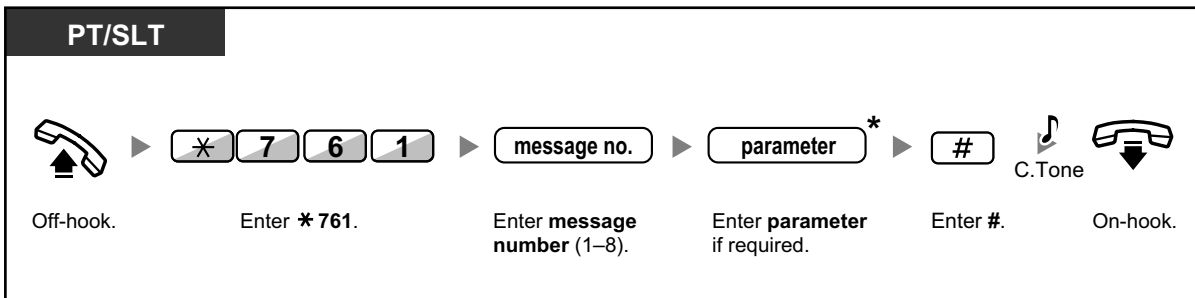 PT/SLT
* 7 6 1 message no. parameter * #
C.Tone
Off-hook. Enter * 761. Enter message number (1–8). Enter parameter if required. Enter #. On-hook.